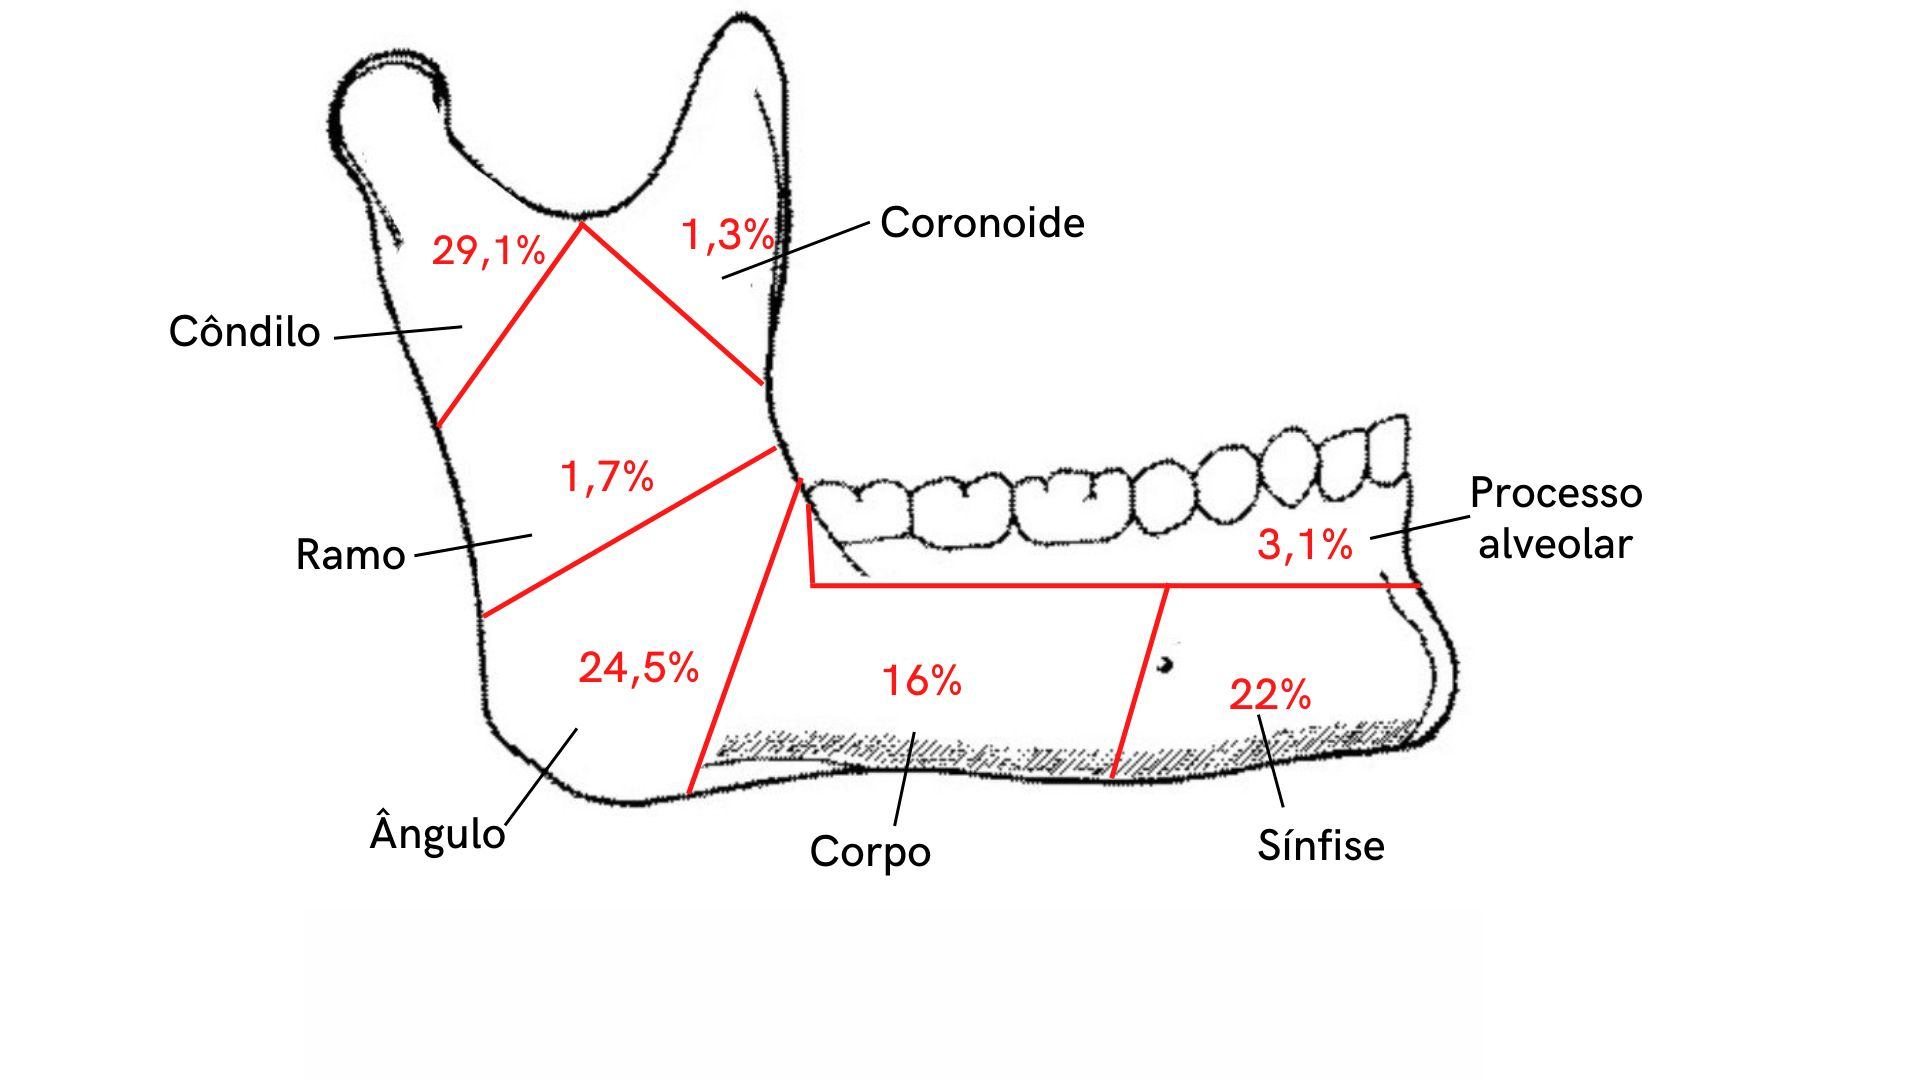 1,3%
Coronoide
29,1%
Côndilo
1,7%
Processo
alveolar
3,1%
Ramo
24,5%
16%
22%
Ângulo
Corpo
Sínfise